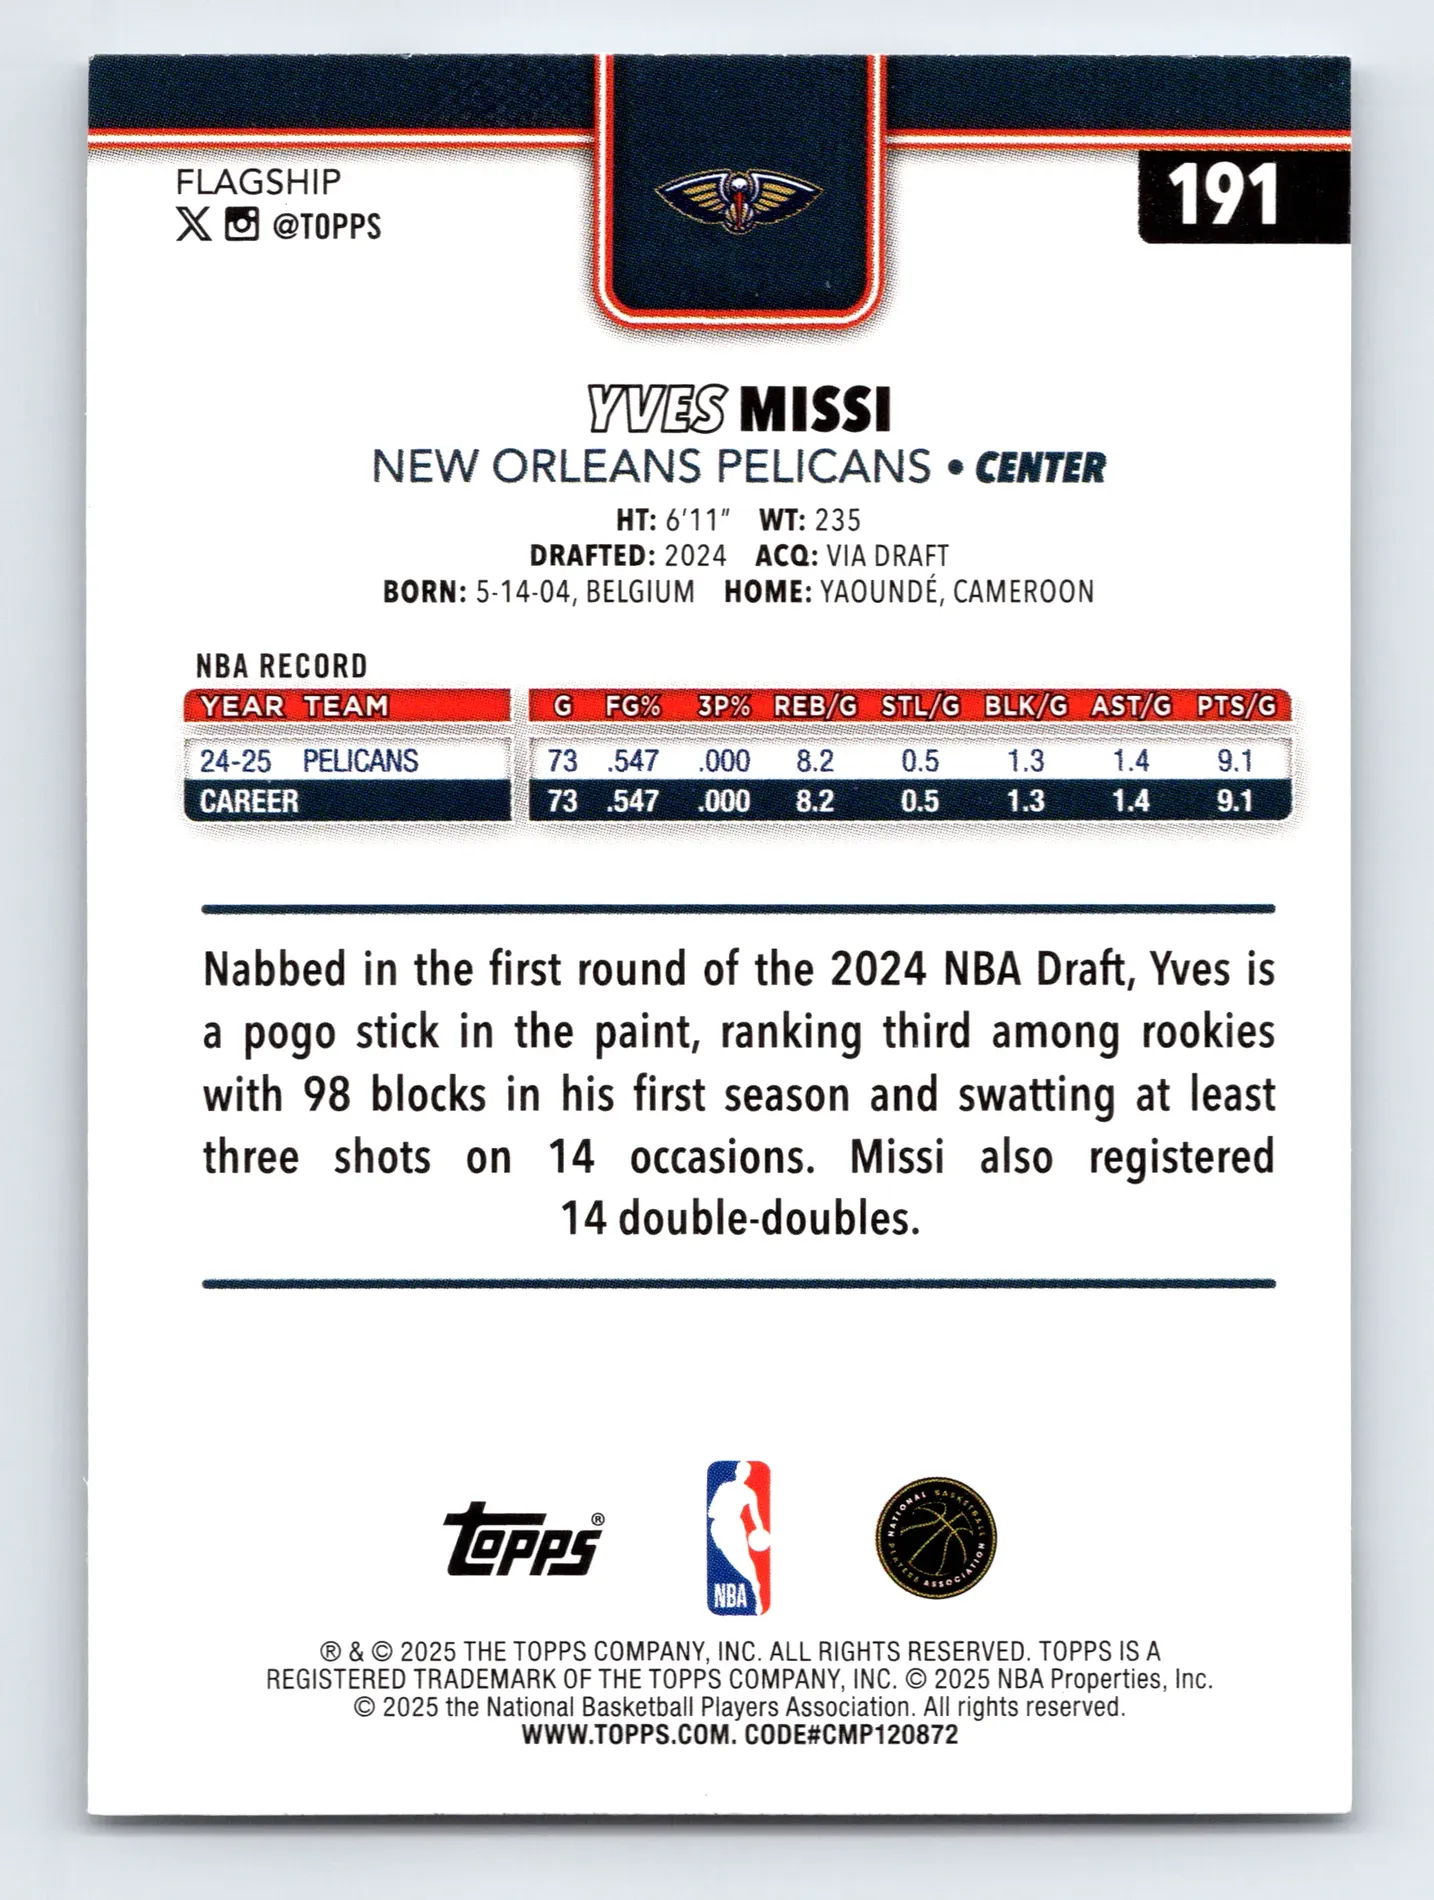 FLAGSHIP
@TOPPS
191
YVES MISSI
NEW ORLEANS PELICANS • CENTER
HT: 6'11" WT: 235
DRAFTED: 2024 ACQ: VIA DRAFT
BORN: 5-14-04, BELGIUM HOME: YAOUNDÉ, CAMEROON
NBA RECORD
YEAR TEAM G FG% 3P% REB/G STL/G BLK/G AST/G PTS/G
24-25 PELICANS 73 .547 .000 8.2 0.5 1.3 1.4 9.1
CAREER 73 .547 .000 8.2 0.5 1.3 1.4 9.1
Nabbed in the first round of the 2024 NBA Draft, Yves is
a pogo stick in the paint, ranking third among rookies
with 98 blocks in his first season and swatting at least
three shots on 14 occasions. Missi also registered
14 double-doubles.
Topps®
NBA
NATIONAL BASKETBALL PLAYERS ASSOCIATION
® & © 2025 THE TOPPS COMPANY, INC. ALL RIGHTS RESERVED. TOPPS IS A
REGISTERED TRADEMARK OF THE TOPPS COMPANY, INC. © 2025 NBA Properties, Inc.
© 2025 the National Basketball Players Association. All rights reserved.
WWW.TOPPS.COM. CODE#CMP120872